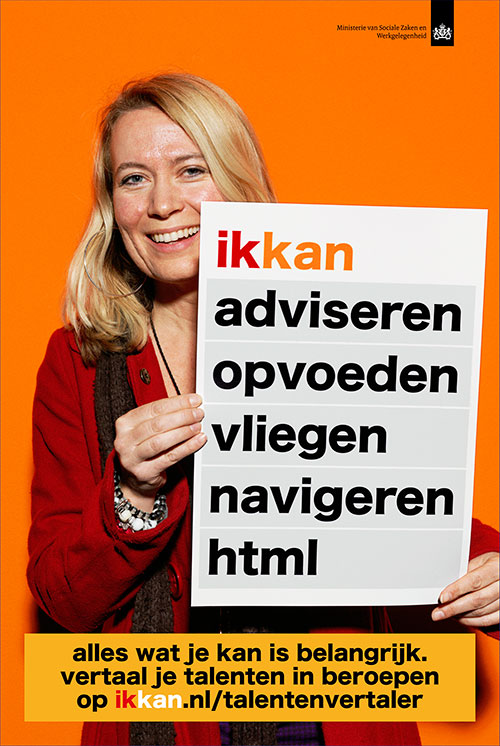 Ministerie van Sociale Zaken en
Werkgelegenheid
ikkan
adviseren
opvoeden
vliegen
navigeren
html
alles wat je kan is belangrijk.
vertaal je talenten in beroepen
op ikkan.nl/talentenvertaler